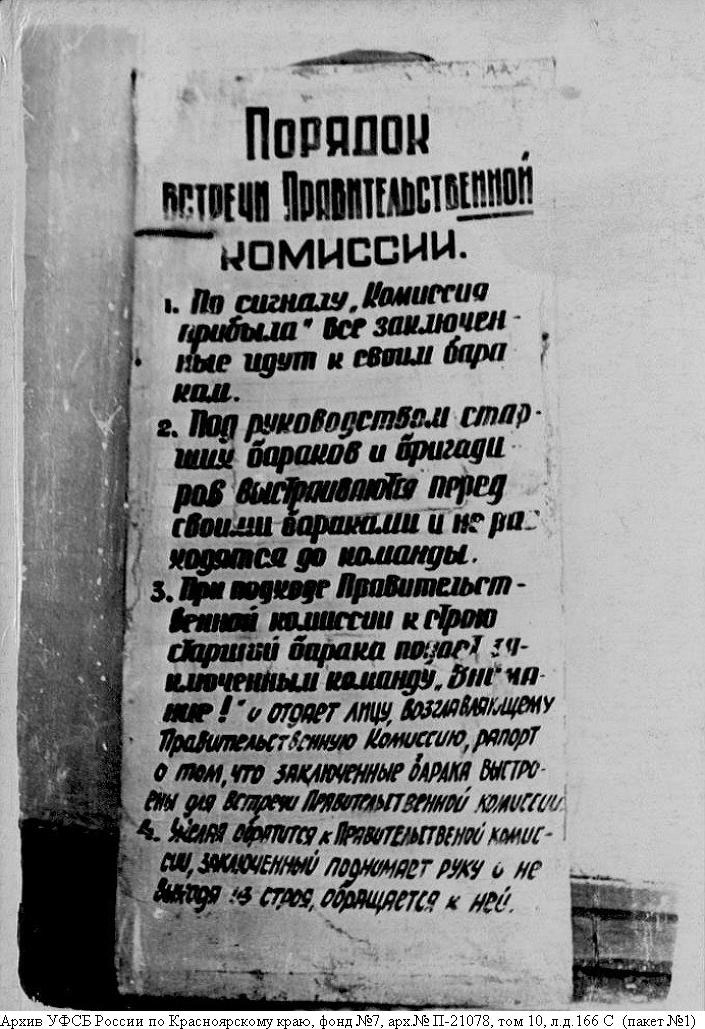 Порядок
встречи Правительственной
комиссии.
1. По сигналу „Комиссия
прибыла" все заключен-
ные идут к своим бара
кам.
2. Под руководством стар-
ших бараков и бригади
ров выстраиваются перед
своими бараками и не рас
ходятся до команды.
3. При подходе Правительст-
венной комиссии к строю
старший барака подает за-
ключенным команду „Внима-
ние!" и отдает лицу, возглавляющему
Правительственную Комиссию, рапорт
о том, что заключенные барака выстро-
ены для встречи Правительственной комиссии.
4. Желая обратится к Правительственой комис-
сии, заключенный поднимает руку и не
выходя из строя, обращается к ней.
Архив УФСБ России по Красноярскому краю, фонд №7, арх.№ П-21078, том 10, л.д.166 С (пакет №1)